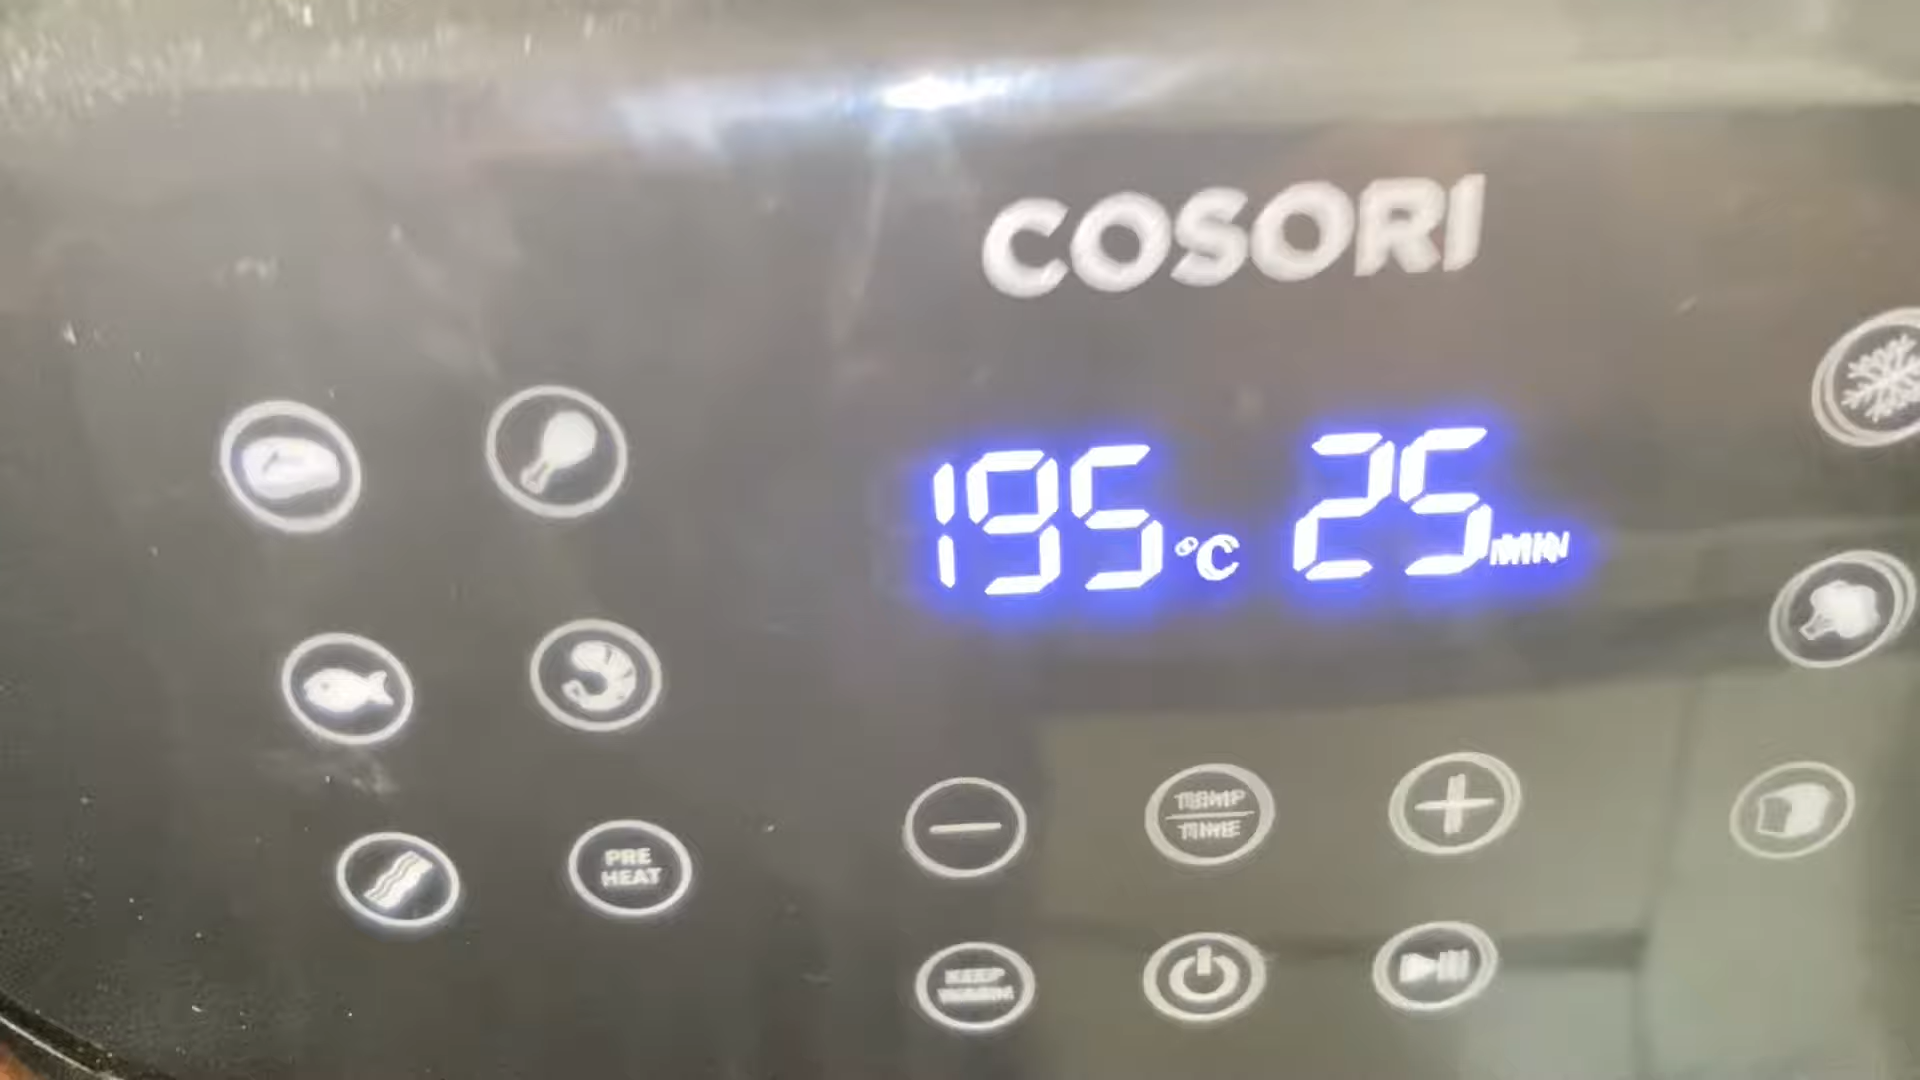 COSORI
195°C 25MIN
TEMP
TIME
PRE
HEAT
KEEP
WARM